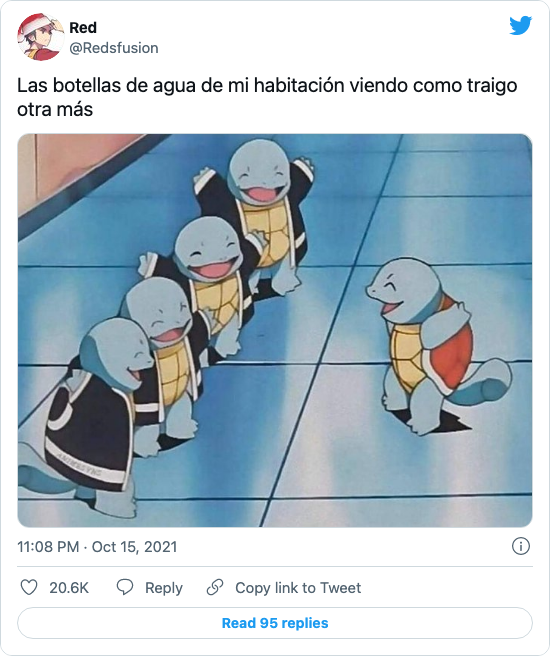 Red
@Redsfusion
Las botellas de agua de mi habitación viendo como traigo
otra más
11:08 PM · Oct 15, 2021
20.6K
Reply
Copy link to Tweet
Read 95 replies